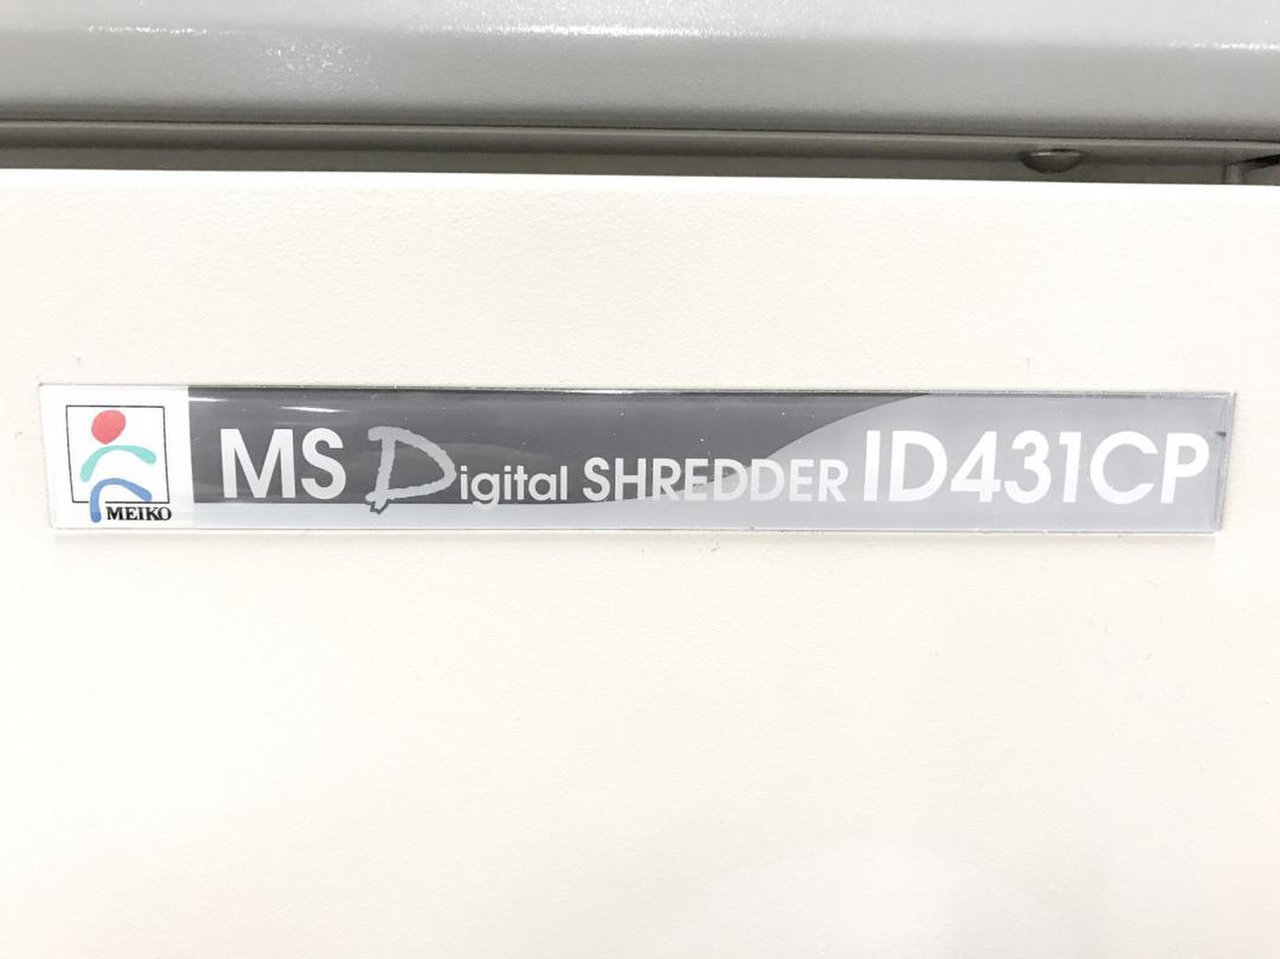 MEIKO
MS Digital SHREDDER ID431CP